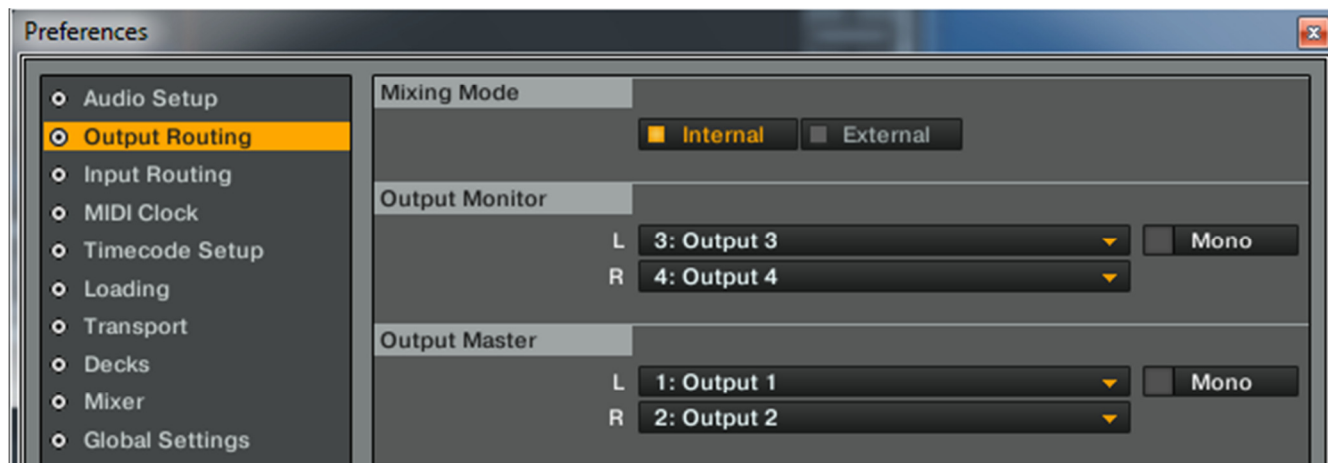 Preferences
Audio Setup
Output Routing
Input Routing
MIDI Clock
Timecode Setup
Loading
Transport
Decks
Mixer
Global Settings
Mixing Mode
Internal External
Output Monitor
L 3: Output 3 Mono
R 4: Output 4
Output Master
L 1: Output 1 Mono
R 2: Output 2